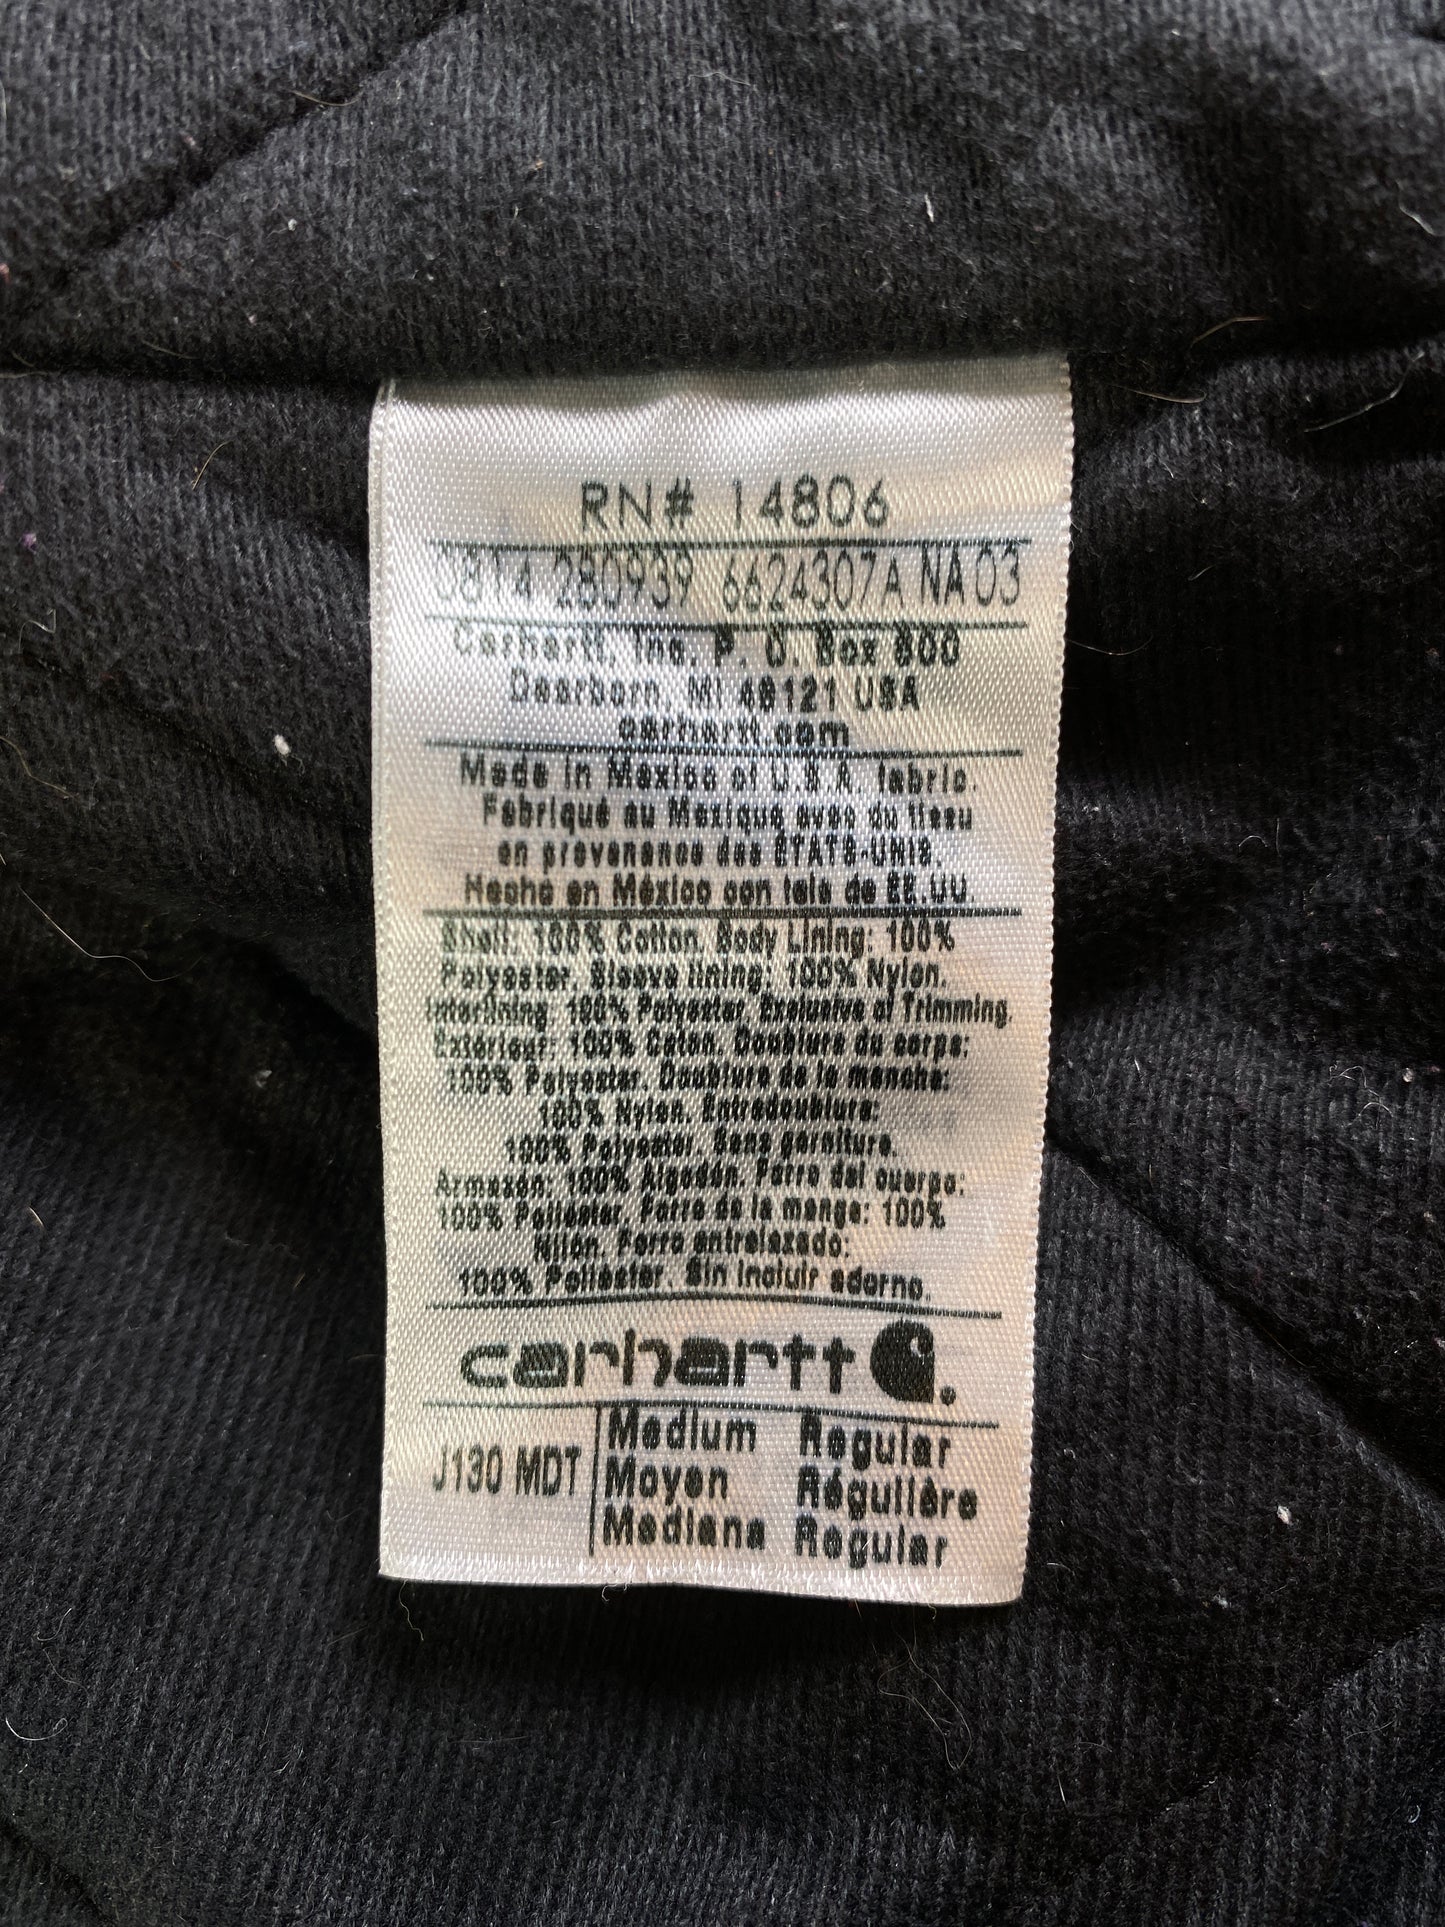 RN# 14806
0814 280939 6624307A NA 03
Carhartt, Inc. P. O. Box 600
Dearborn, MI 48121 USA
carhartt.com
Made in Mexico of U.S.A. fabric.
Fabriqué au Mexique avec du tissu
en provenance des ÉTATS-UNIS.
Hecho en México con tela de EE.UU.
Shell: 100% Cotton. Body Lining: 100%
Polyester. Sleeve lining: 100% Nylon.
Interlining 100% Polyester. Exclusive of Trimming.
Extérieur: 100% Coton. Doublure du corps:
100% Polyester. Doublure de la manche:
100% Nylon. Entredoublure:
100% Polyester. Sans garniture.
Armazón: 100% Algodón. Forro del cuerpo:
100% Poliéster. Forro de la manga: 100%
Nilón. Forro entrelazado:
100% Poliéster. Sin incluir adorno.
carhartt
J130 MDT Medium Regular
Moyen Régulière
Mediana Regular